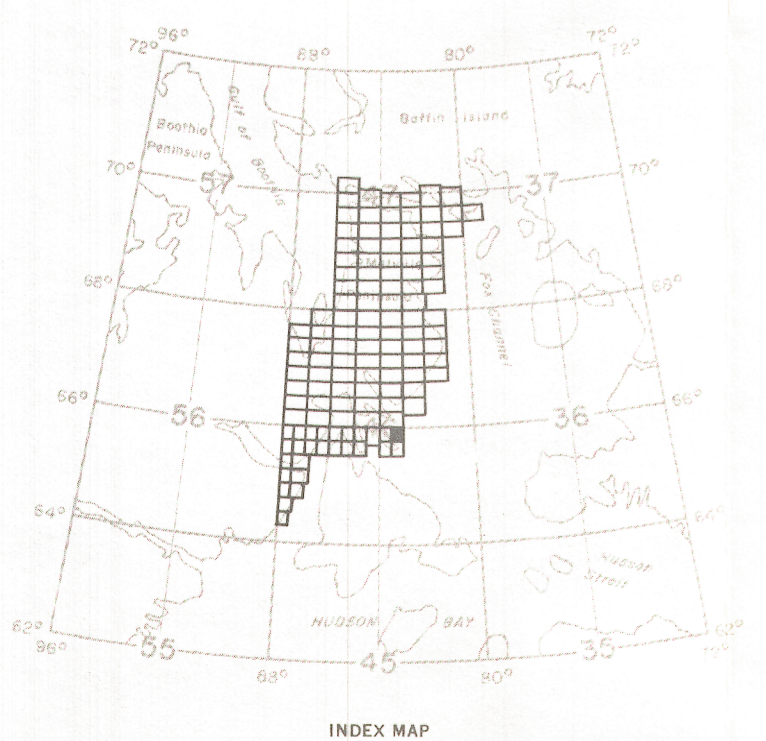 96°
72°
88°
80°
72°
72°
Gulf of Boothia
Baffin Island
Boothia
Peninsula
70°
57
47
37
70°
Melville
Peninsula
68°
Fox Channel
68°
66°
56
36
66°
64°
64°
Hudson
Strait
HUDSON BAY
62°
96°
55
88°
45
80°
35
62°
72°
INDEX MAP